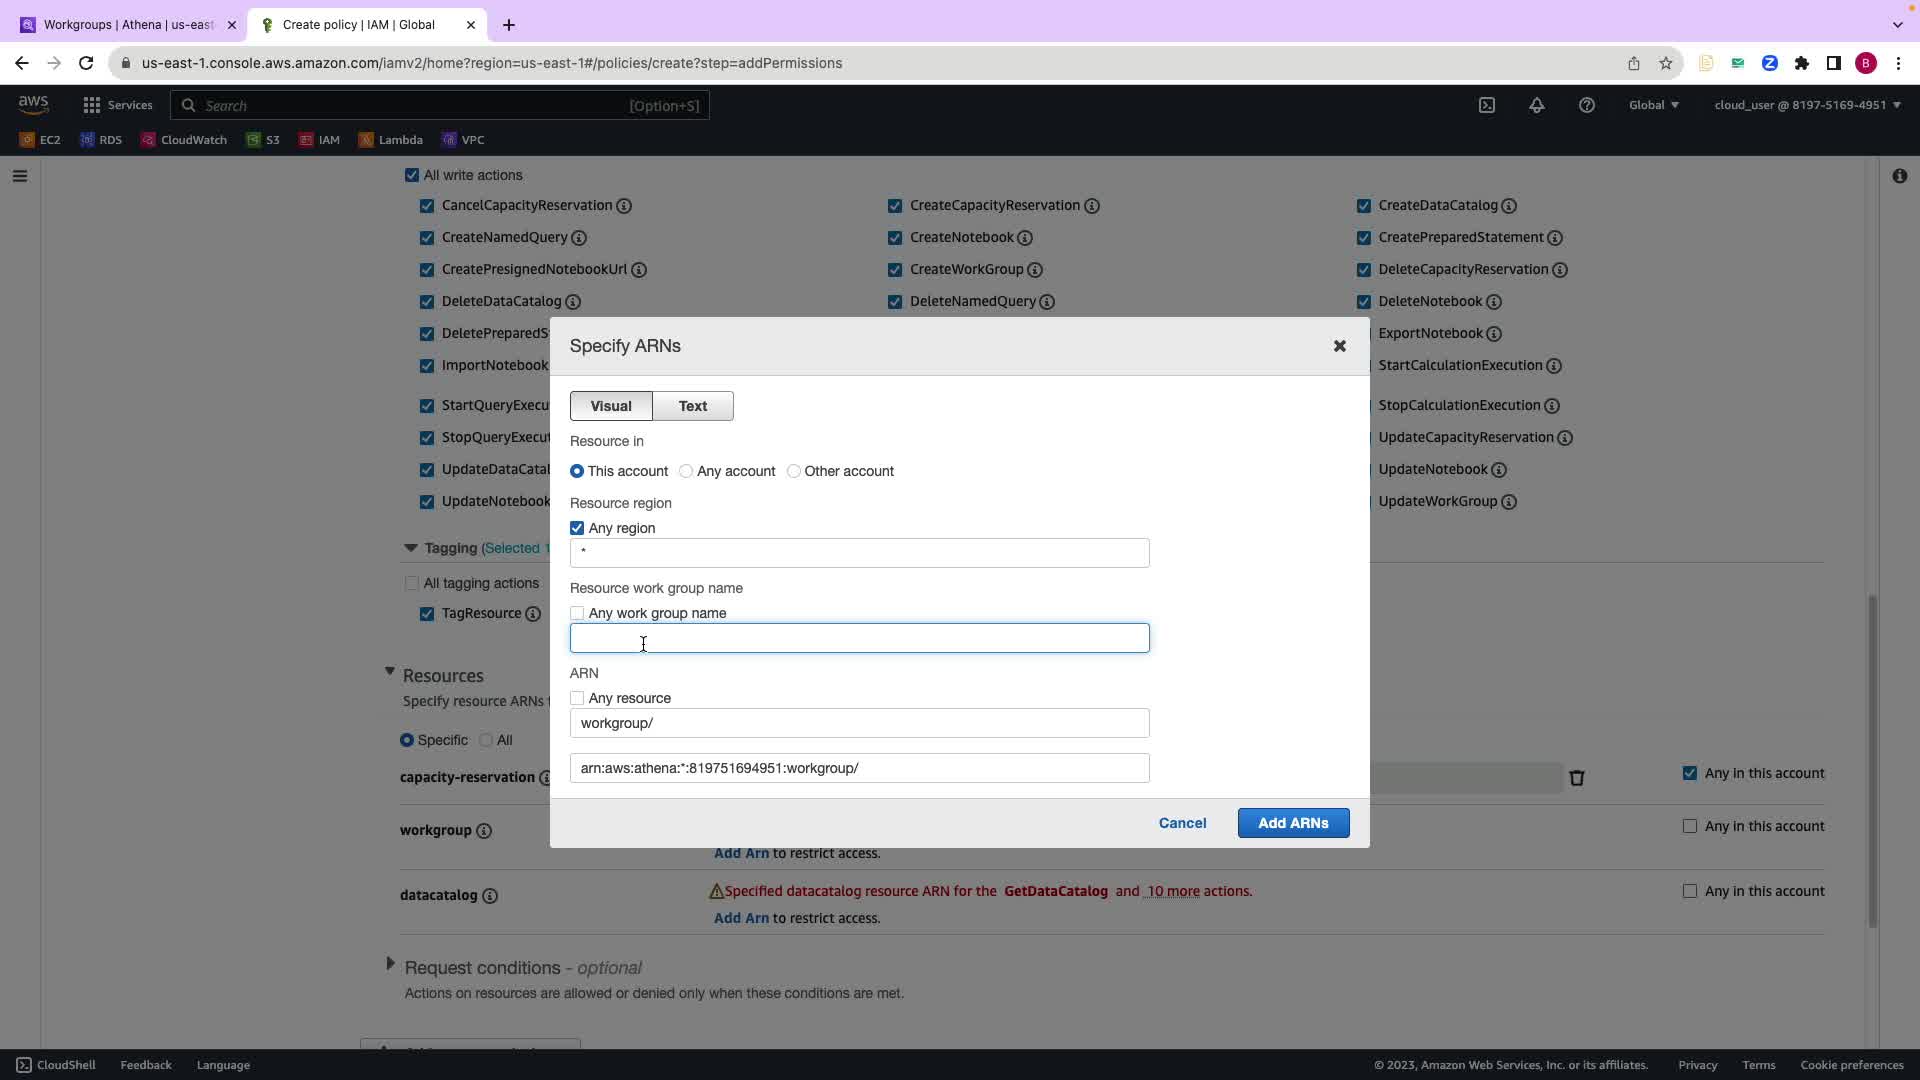 Workgroups | Athena | us-east
Create policy | IAM | Global
us-east-1.console.aws.amazon.com/iamv2/home?region=us-east-1#/policies/create?step=addPermissions
B
aws
Services
Search
[Option+S]
Global
cloud_user @ 8197-5169-4951
EC2
RDS
CloudWatch
S3
IAM
Lambda
VPC
All write actions
CancelCapacityReservation
CreateCapacityReservation
CreateDataCatalog
CreateNamedQuery
CreateNotebook
CreatePreparedStatement
CreatePresignedNotebookUrl
CreateWorkGroup
DeleteCapacityReservation
DeleteDataCatalog
DeleteNamedQuery
DeleteNotebook
DeletePreparedS
ExportNotebook
ImportNotebook
StartCalculationExecution
StartQueryExecu
StopCalculationExecution
StopQueryExecut
UpdateCapacityReservation
UpdateDataCatal
UpdateNotebook
UpdateNotebook
UpdateWorkGroup
Tagging (Selected 1
All tagging actions
TagResource
Specify ARNs
Visual
Text
Resource in
This account
Any account
Other account
Resource region
Any region
*
Resource work group name
Any work group name
ARN
Any resource
workgroup/
arn:aws:athena:*:819751694951:workgroup/
Cancel
Add ARNs
Resources
Specify resource ARNs f
Specific
All
capacity-reservation
Any in this account
workgroup
Any in this account
Add Arn to restrict access.
datacatalog
Specified datacatalog resource ARN for the GetDataCatalog and 10 more actions.
Any in this account
Add Arn to restrict access.
Request conditions - optional
Actions on resources are allowed or denied only when these conditions are met.
CloudShell
Feedback
Language
© 2023, Amazon Web Services, Inc. or its affiliates.
Privacy
Terms
Cookie preferences